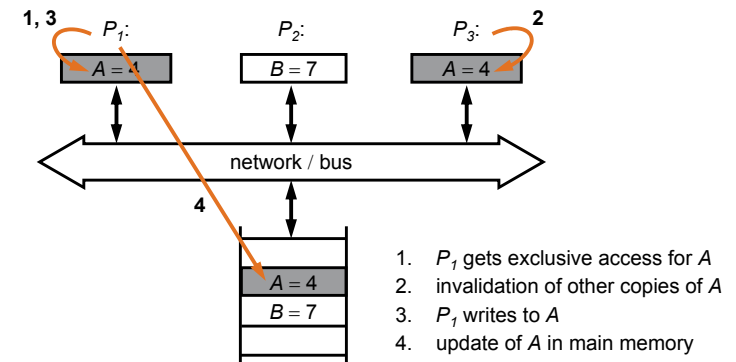 1, 3
P1:
P2:
P3:
2
A = 4
B = 7
A = 4
network / bus
4
A = 4
B = 7
1. P1 gets exclusive access for A
2. invalidation of other copies of A
3. P1 writes to A
4. update of A in main memory